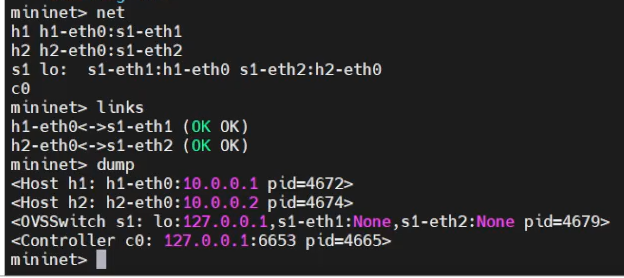 mininet> net
h1 h1-eth0:s1-eth1
h2 h2-eth0:s1-eth2
s1 lo:  s1-eth1:h1-eth0 s1-eth2:h2-eth0
c0
mininet> links
h1-eth0<->s1-eth1 (OK OK)
h2-eth0<->s1-eth2 (OK OK)
mininet> dump
<Host h1: h1-eth0:10.0.0.1 pid=4672>
<Host h2: h2-eth0:10.0.0.2 pid=4674>
<OVSSwitch s1: lo:127.0.0.1,s1-eth1:None,s1-eth2:None pid=4679>
<Controller c0: 127.0.0.1:6653 pid=4665>
mininet>